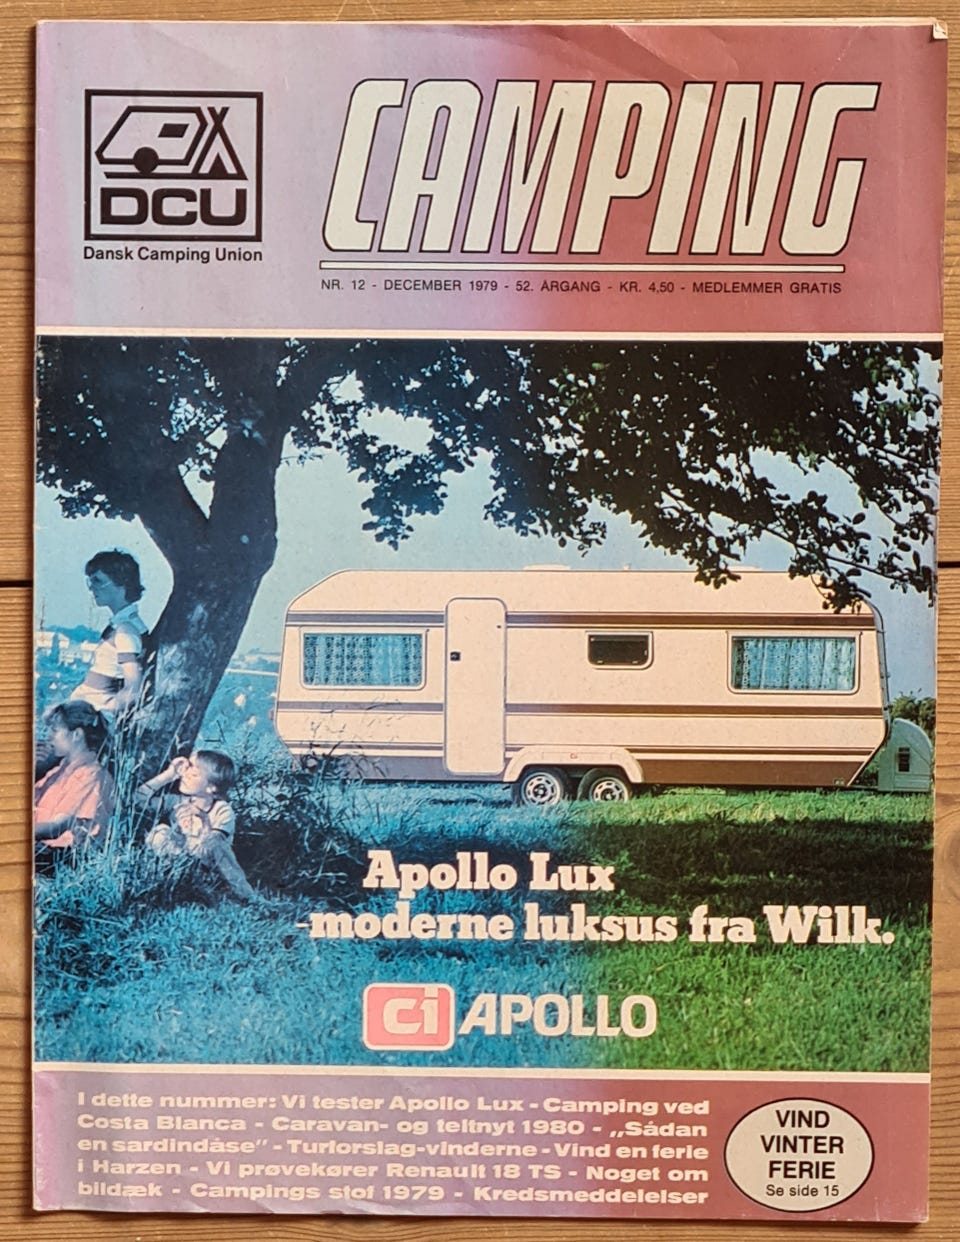 DCU
Dansk Camping Union
CAMPING
NR. 12 - DECEMBER 1979 - 52. ÅRGANG - KR. 4,50 - MEDLEMMER GRATIS
Apollo Lux
-moderne luksus fra Wilk.
Ci APOLLO
I dette nummer: Vi tester Apollo Lux - Camping ved
Costa Blanca - Caravan- og teltnyt 1980 - „Sådan
en sardindåse” - Turforslag-vinderne - Vind en ferie
i Harzen - Vi prøvekører Renault 18 TS - Noget om
bildæk - Campings stof 1979 - Kredsmeddelelser
VIND
VINTER
FERIE
Se side 15